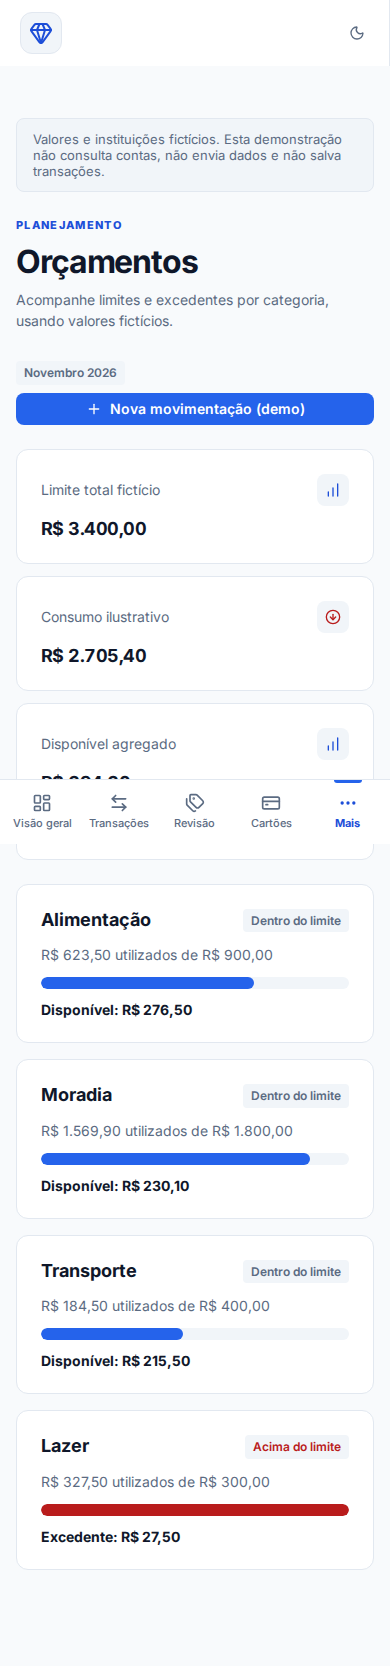 Valores e instituições fictícios. Esta demonstração
não consulta contas, não envia dados e não salva
transações.
PLANEJAMENTO
Orçamentos
Acompanhe limites e excedentes por categoria,
usando valores fictícios.
Novembro 2026
Nova movimentação (demo)
Limite total fictício
R$ 3.400,00
Consumo ilustrativo
R$ 2.705,40
Disponível agregado
Visão geral
Transações
Revisão
Cartões
Mais
Alimentação
Dentro do limite
R$ 623,50 utilizados de R$ 900,00
Disponível: R$ 276,50
Moradia
Dentro do limite
R$ 1.569,90 utilizados de R$ 1.800,00
Disponível: R$ 230,10
Transporte
Dentro do limite
R$ 184,50 utilizados de R$ 400,00
Disponível: R$ 215,50
Lazer
Acima do limite
R$ 327,50 utilizados de R$ 300,00
Excedente: R$ 27,50